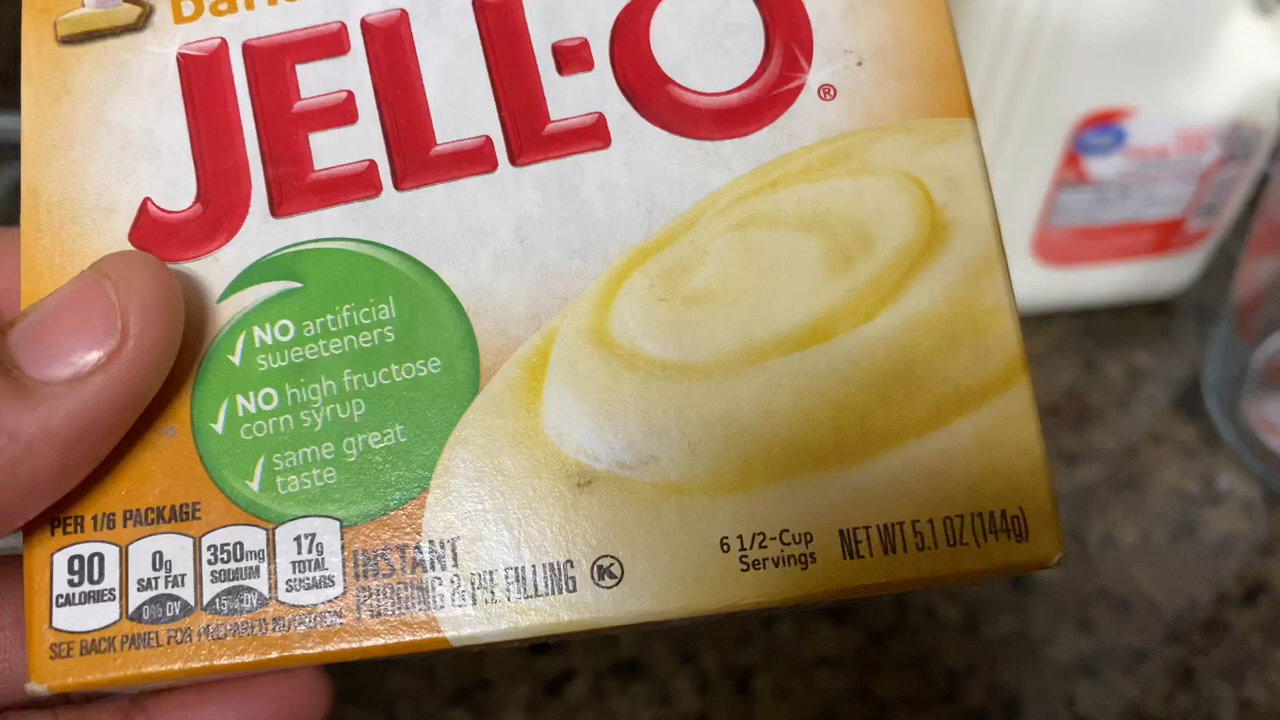 JELL-O®
✓NO artificial
sweeteners
✓NO high fructose
corn syrup
✓same great
taste
PER 1/6 PACKAGE
90
CALORIES
0g
SAT FAT
0% DV
350mg
SODIUM
15% DV
17g
TOTAL
SUGARS
SEE BACK PANEL FOR PREPARED NUTRITION
INSTANT
PUDDING & PIE FILLING
K
6 1/2-Cup
Servings
NET WT 5.1 OZ (144g)